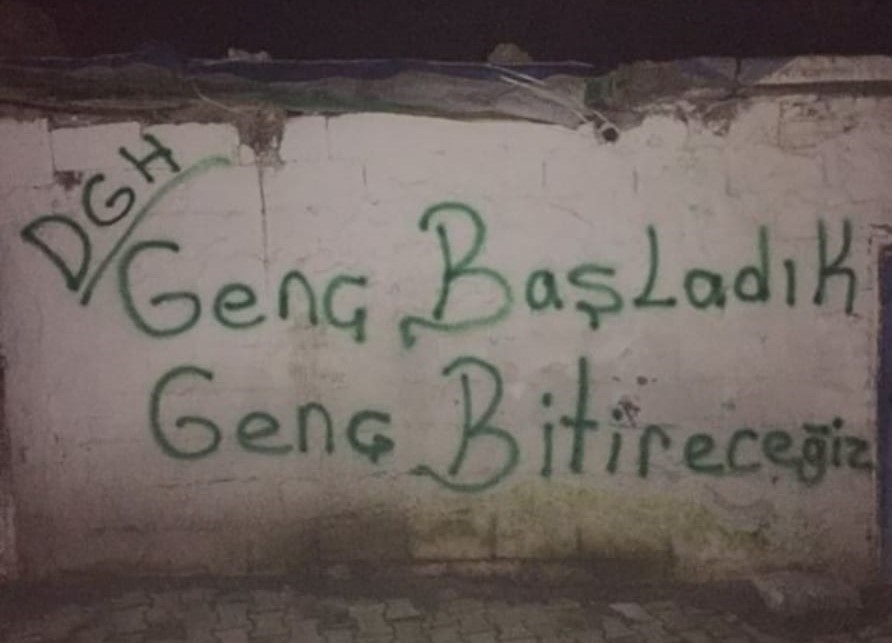 DGH
Genç BaşLadıK
Genç Bitireceğiz